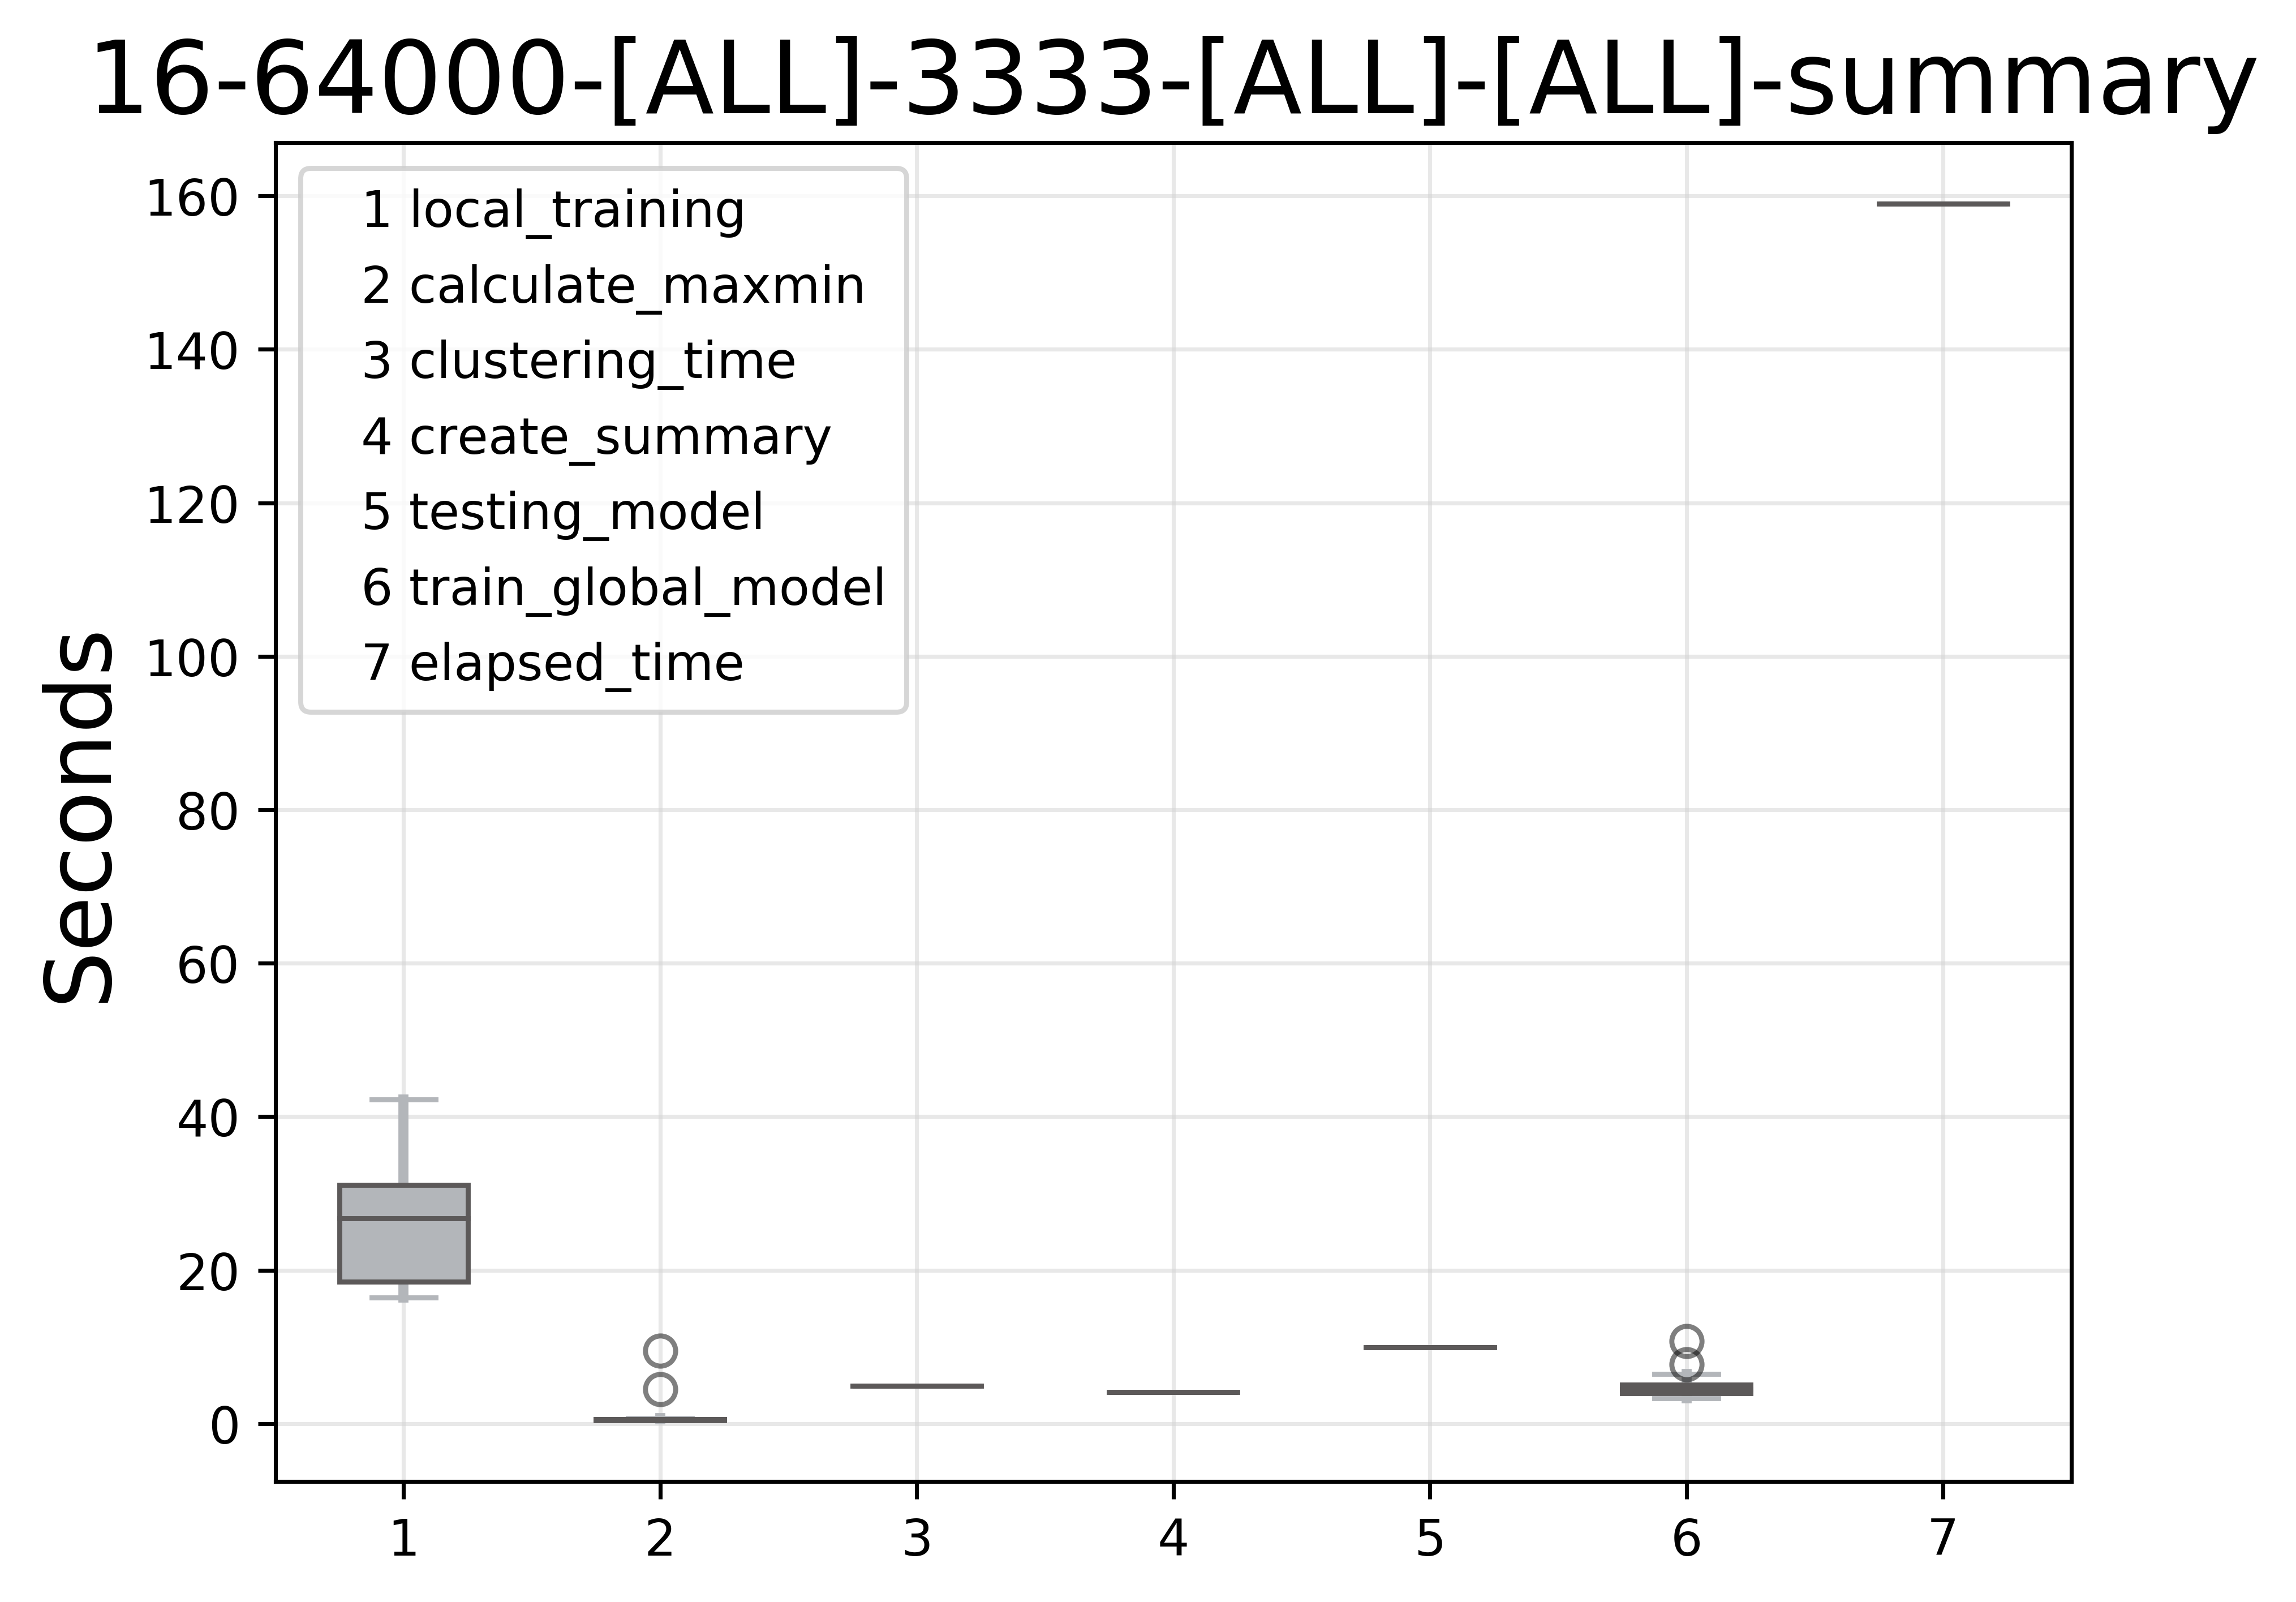 16-64000-[ALL]-3333-[ALL]-[ALL]-summary
Seconds
160
140
120
100
80
60
40
20
0
1 local_training
2 calculate_maxmin
3 clustering_time
4 create_summary
5 testing_model
6 train_global_model
7 elapsed_time
1 2 3 4 5 6 7